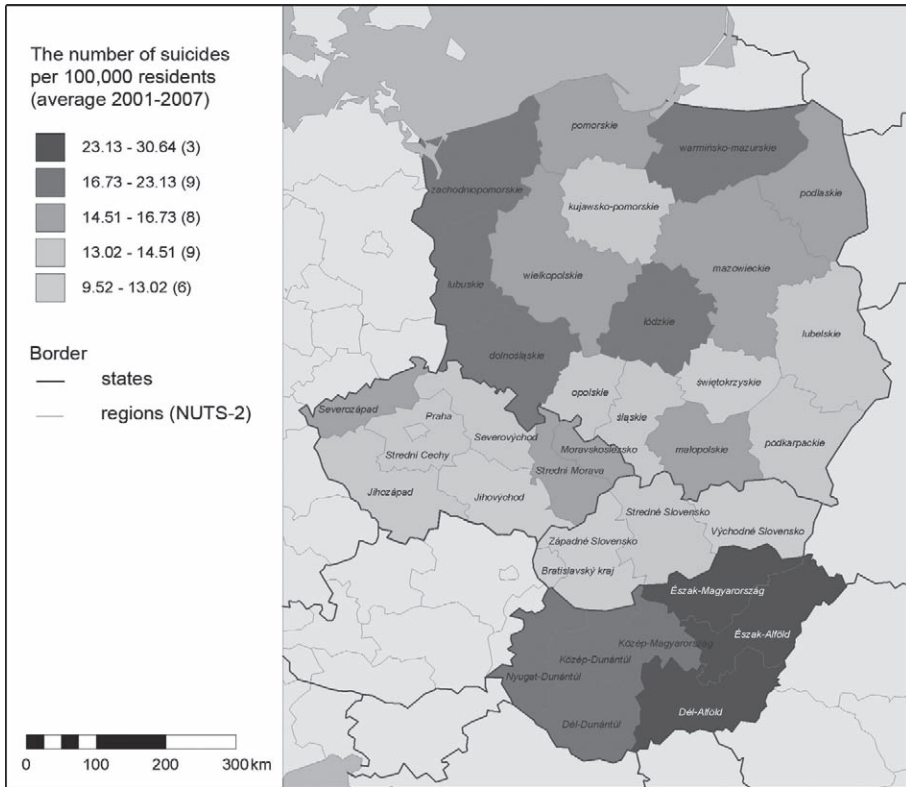 The number of suicides
per 100,000 residents
(average 2001-2007)
23.13 - 30.64 (3)
16.73 - 23.13 (9)
14.51 - 16.73 (8)
13.02 - 14.51 (9)
9.52 - 13.02 (6)
Border
states
regions (NUTS-2)
0 100 200 300 km
pomorskie
warmińsko-mazurskie
zachodniopomorskie
podlaskie
kujawsko-pomorskie
mazowieckie
wielkopolskie
lubuskie
łódzkie
lubelskie
dolnośląskie
świętokrzyskie
opolskie
śląskie
Severozápad
Praha
Severovýchod
Moravskoslezsko
małopolskie
podkarpackie
Stredni Cechy
Stredni Morava
Jihozápad
Jihovýchod
Stredné Slovensko
Východné Slovensko
Západné Slovensko
Bratislavský kraj
Észak-Magyarország
Észak-Alföld
Közép-Magyarország
Közép-Dunántúl
Nyugat-Dunántúl
Dél-Alföld
Dél-Dunántúl